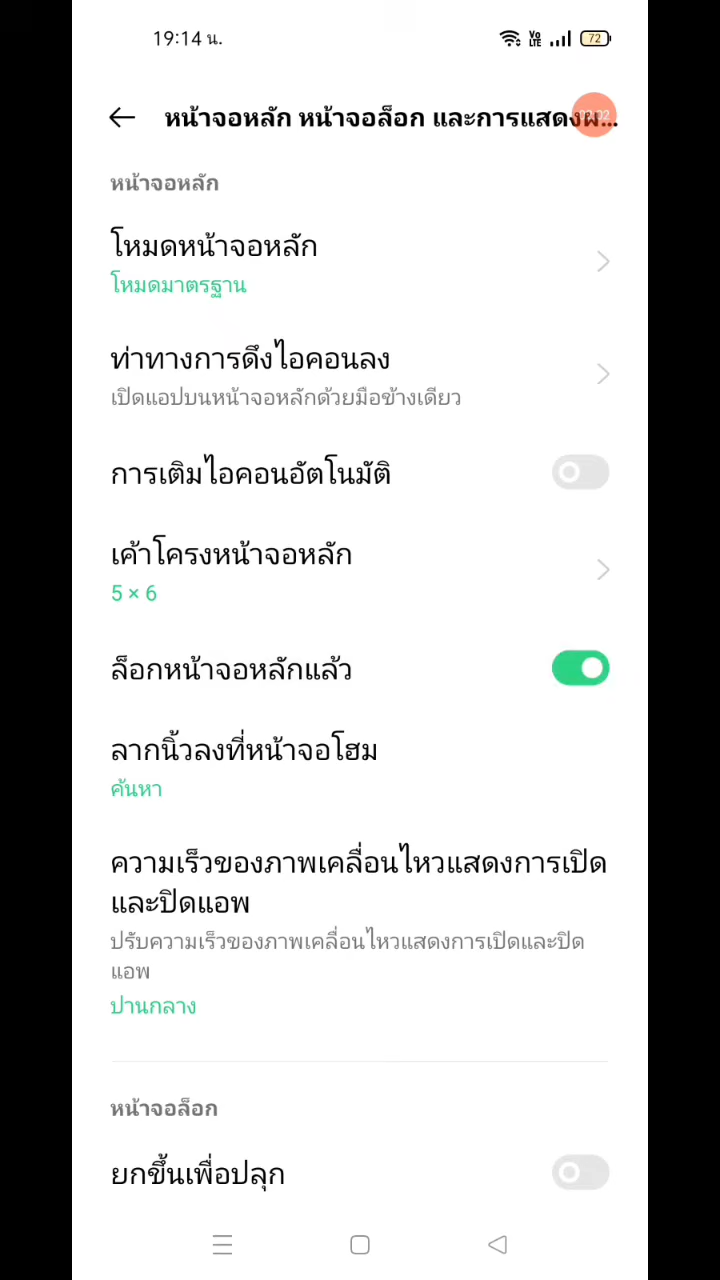 19:14 น.
VO LTE
72
หน้าจอหลัก หน้าจอล็อก และการแสดงผ...
หน้าจอหลัก
โหมดหน้าจอหลัก
โหมดมาตรฐาน
ท่าทางการดึงไอคอนลง
เปิดแอปบนหน้าจอหลักด้วยมือข้างเดียว
การเติมไอคอนอัตโนมัติ
เค้าโครงหน้าจอหลัก
5 × 6
ล็อกหน้าจอหลักแล้ว
ลากนิ้วลงที่หน้าจอโฮม
ค้นหา
ความเร็วของภาพเคลื่อนไหวแสดงการเปิด
และปิดแอพ
ปรับความเร็วของภาพเคลื่อนไหวแสดงการเปิดและปิด
แอพ
ปานกลาง
หน้าจอล็อก
ยกขึ้นเพื่อปลุก